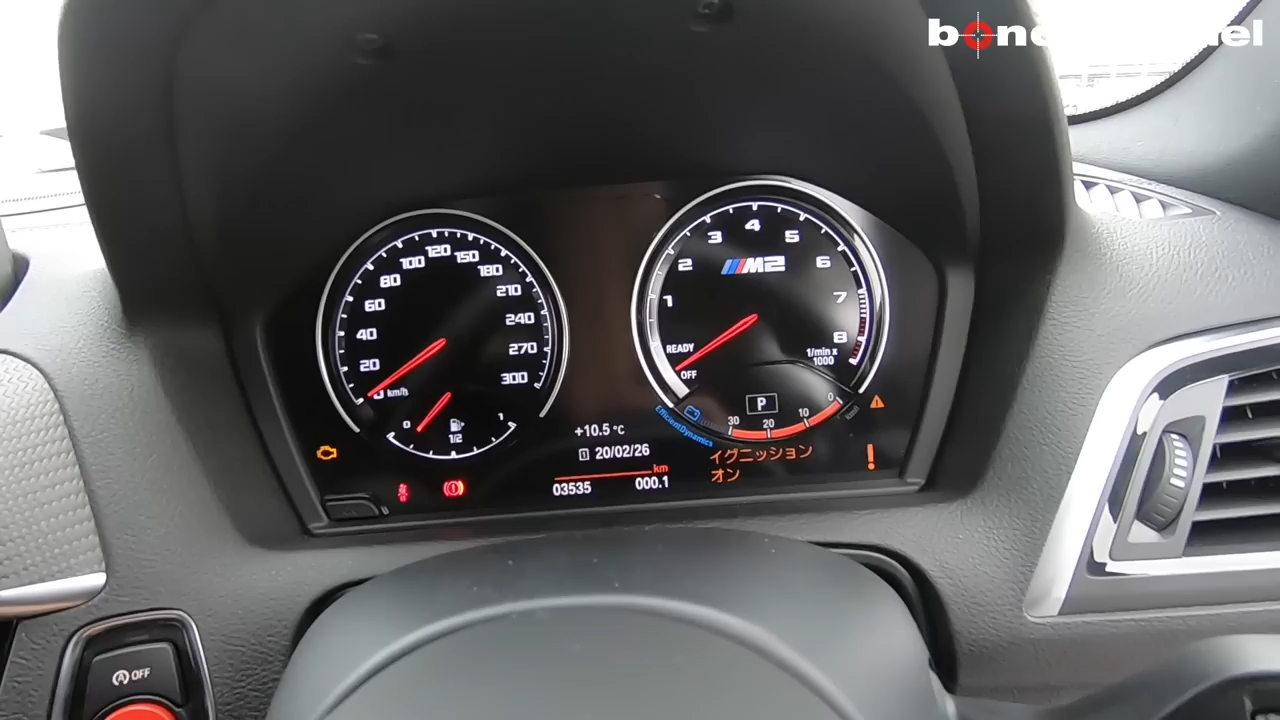 20
40
60
80
100
120
150
180
210
240
270
300
km/h
0
1/2
1
1
2
3
4
5
6
7
8
M2
READY
OFF
1/min x
1000
P
30
20
10
0
EfficientDynamics
+10.5 °C
20/02/26
km
03535
000.1
イグニッション
オン
OFF